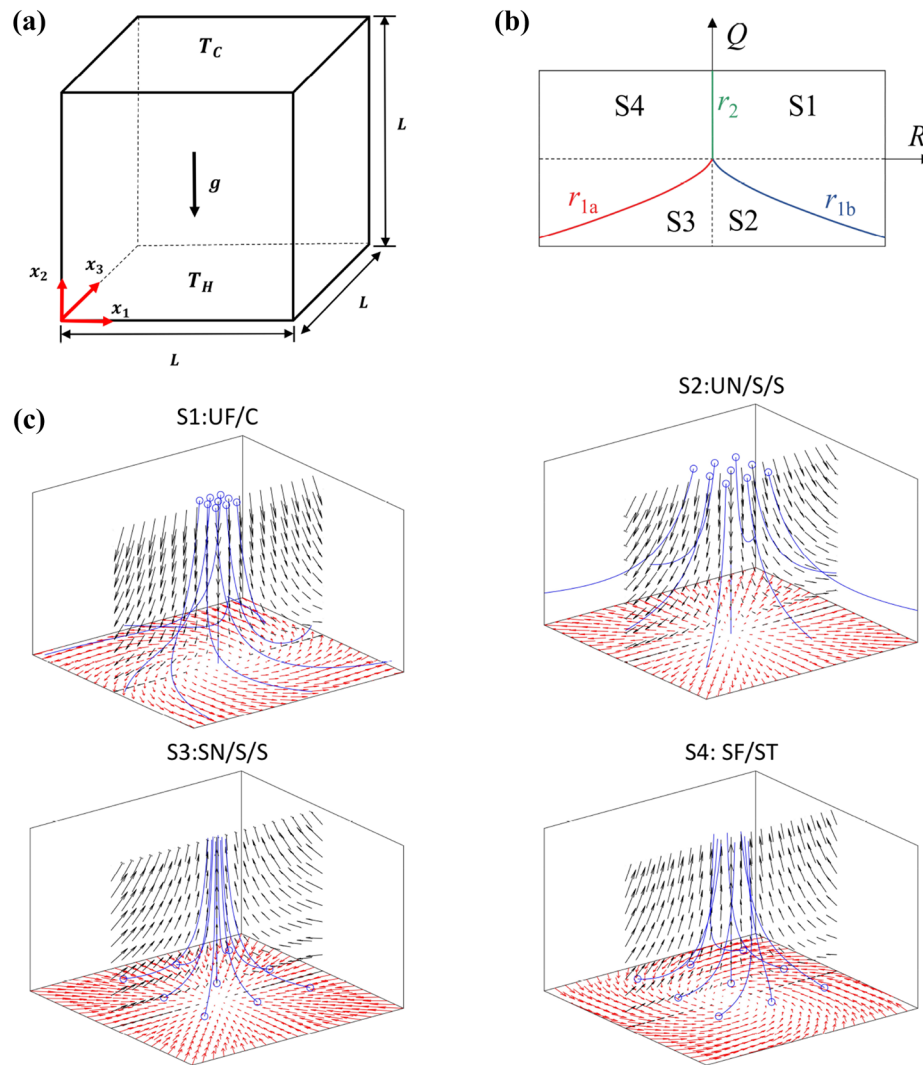 (a)
T_C
g
L
x_2
x_3
T_H
x_1
L
L
(b)
Q
S4
r_2
S1
R
r_1a
S3
S2
r_1b
(c)
S1:UF/C
S2:UN/S/S
S3:SN/S/S
S4: SF/ST